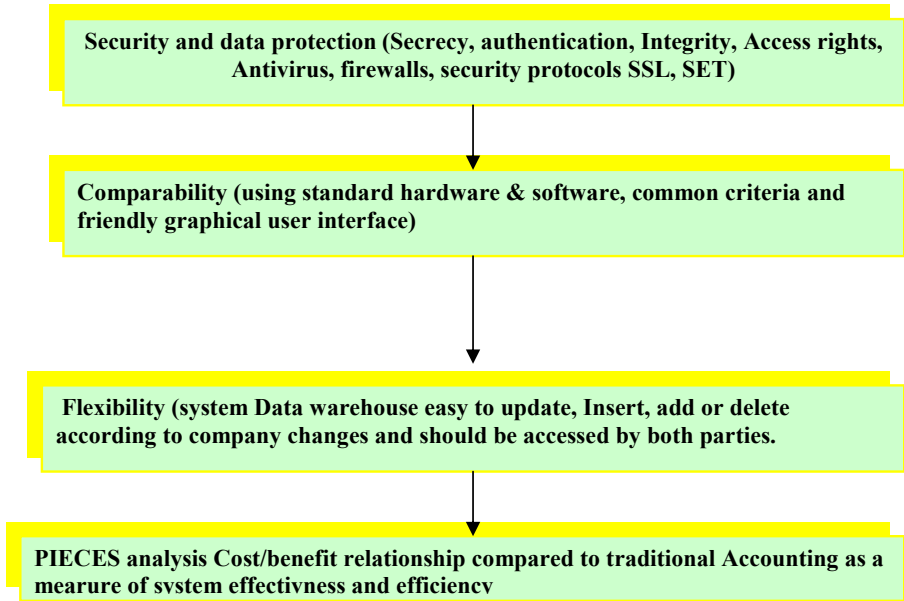 Security and data protection (Secrecy, authentication, Integrity, Access rights,
Antivirus, firewalls, security protocols SSL, SET)
Comparability (using standard hardware & software, common criteria and
friendly graphical user interface)
Flexibility (system Data warehouse easy to update, Insert, add or delete
according to company changes and should be accessed by both parties.
PIECES analysis Cost/benefit relationship compared to traditional Accounting as a
mearure of system effectivness and efficiency